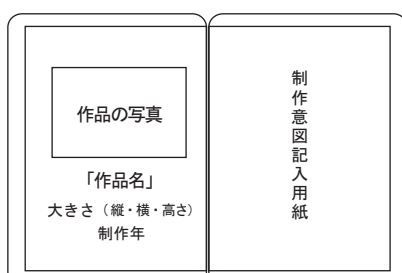 作品の写真
「作品名」
大きさ（縦・横・高さ）
制作年
制作意図記入用紙